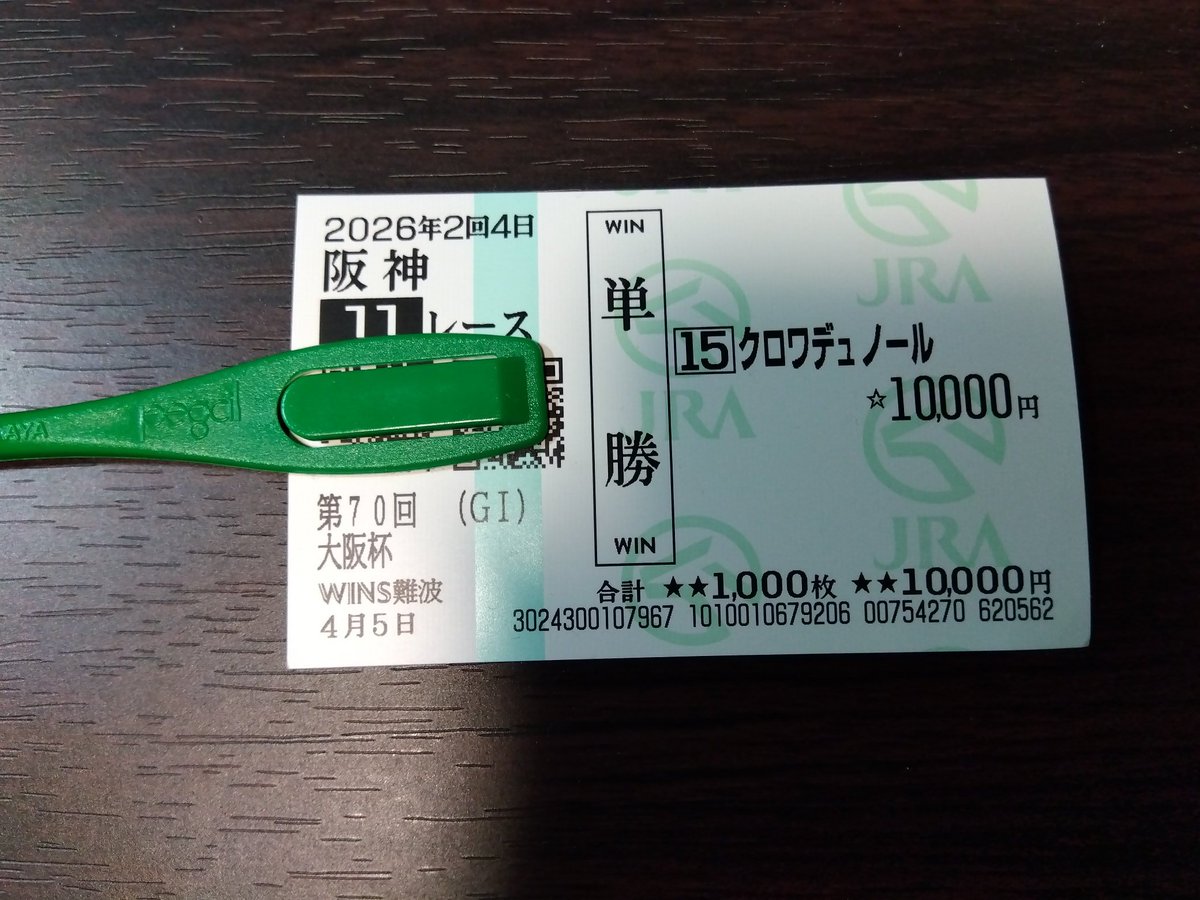 2026年2回4日
阪神
11レース
pegcil
AYA
第70回 (GI)
大阪杯
WINS難波
4月5日
WIN
単勝
WIN
15 クロワデュノール
☆10,000円
合計 ★★1,000枚 ★★10,000円
3024300107967 1010010679206 00754270 620562
JRA
JRA
JRA